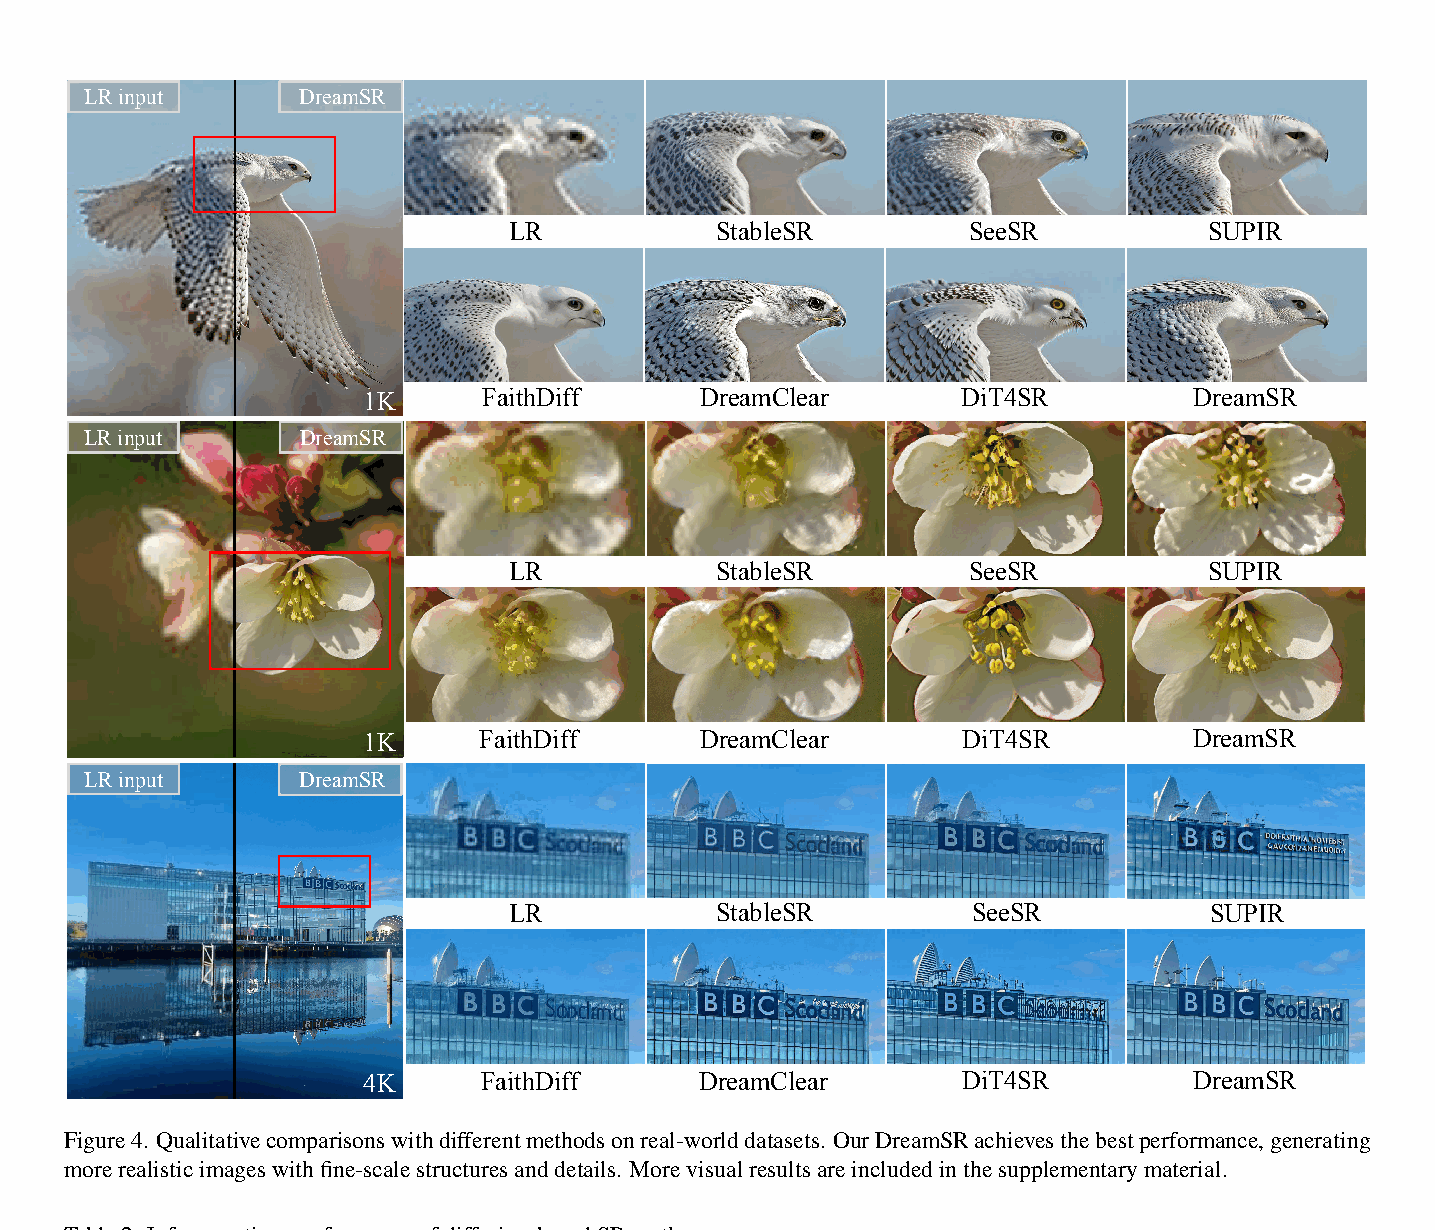 LR input DreamSR
LR StableSR SeeSR SUPIR
1K FaithDiff DreamClear DiT4SR DreamSR
LR input DreamSR
LR StableSR SeeSR SUPIR
1K FaithDiff DreamClear DiT4SR DreamSR
LR input DreamSR
BBC Scotland
BBC Scotland BBC Scotland BBC Scotland BBC
LR StableSR SeeSR SUPIR
BBC Scotland BBC BBC BBC Scotland
4K FaithDiff DreamClear DiT4SR DreamSR
Figure 4. Qualitative comparisons with different methods on real-world datasets. Our DreamSR achieves the best performance, generating
more realistic images with fine-scale structures and details. More visual results are included in the supplementary material.